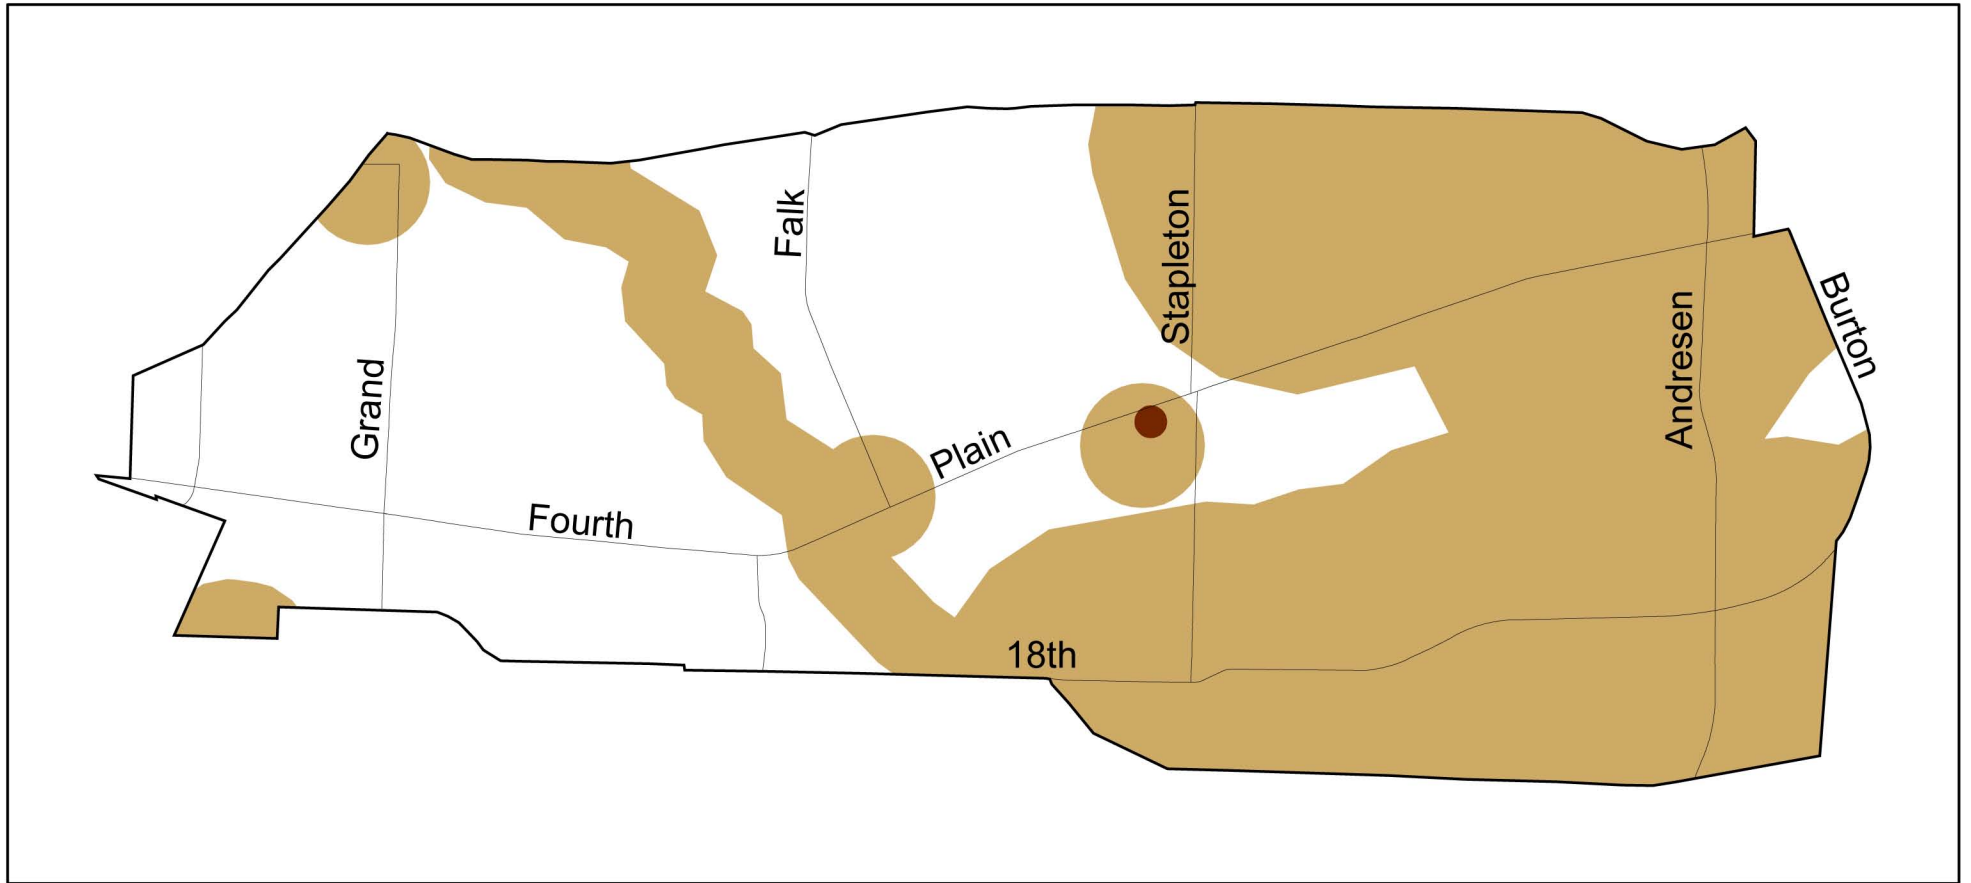 Falk
Stapleton
Burton
Andresen
Grand
Plain
Fourth
18th